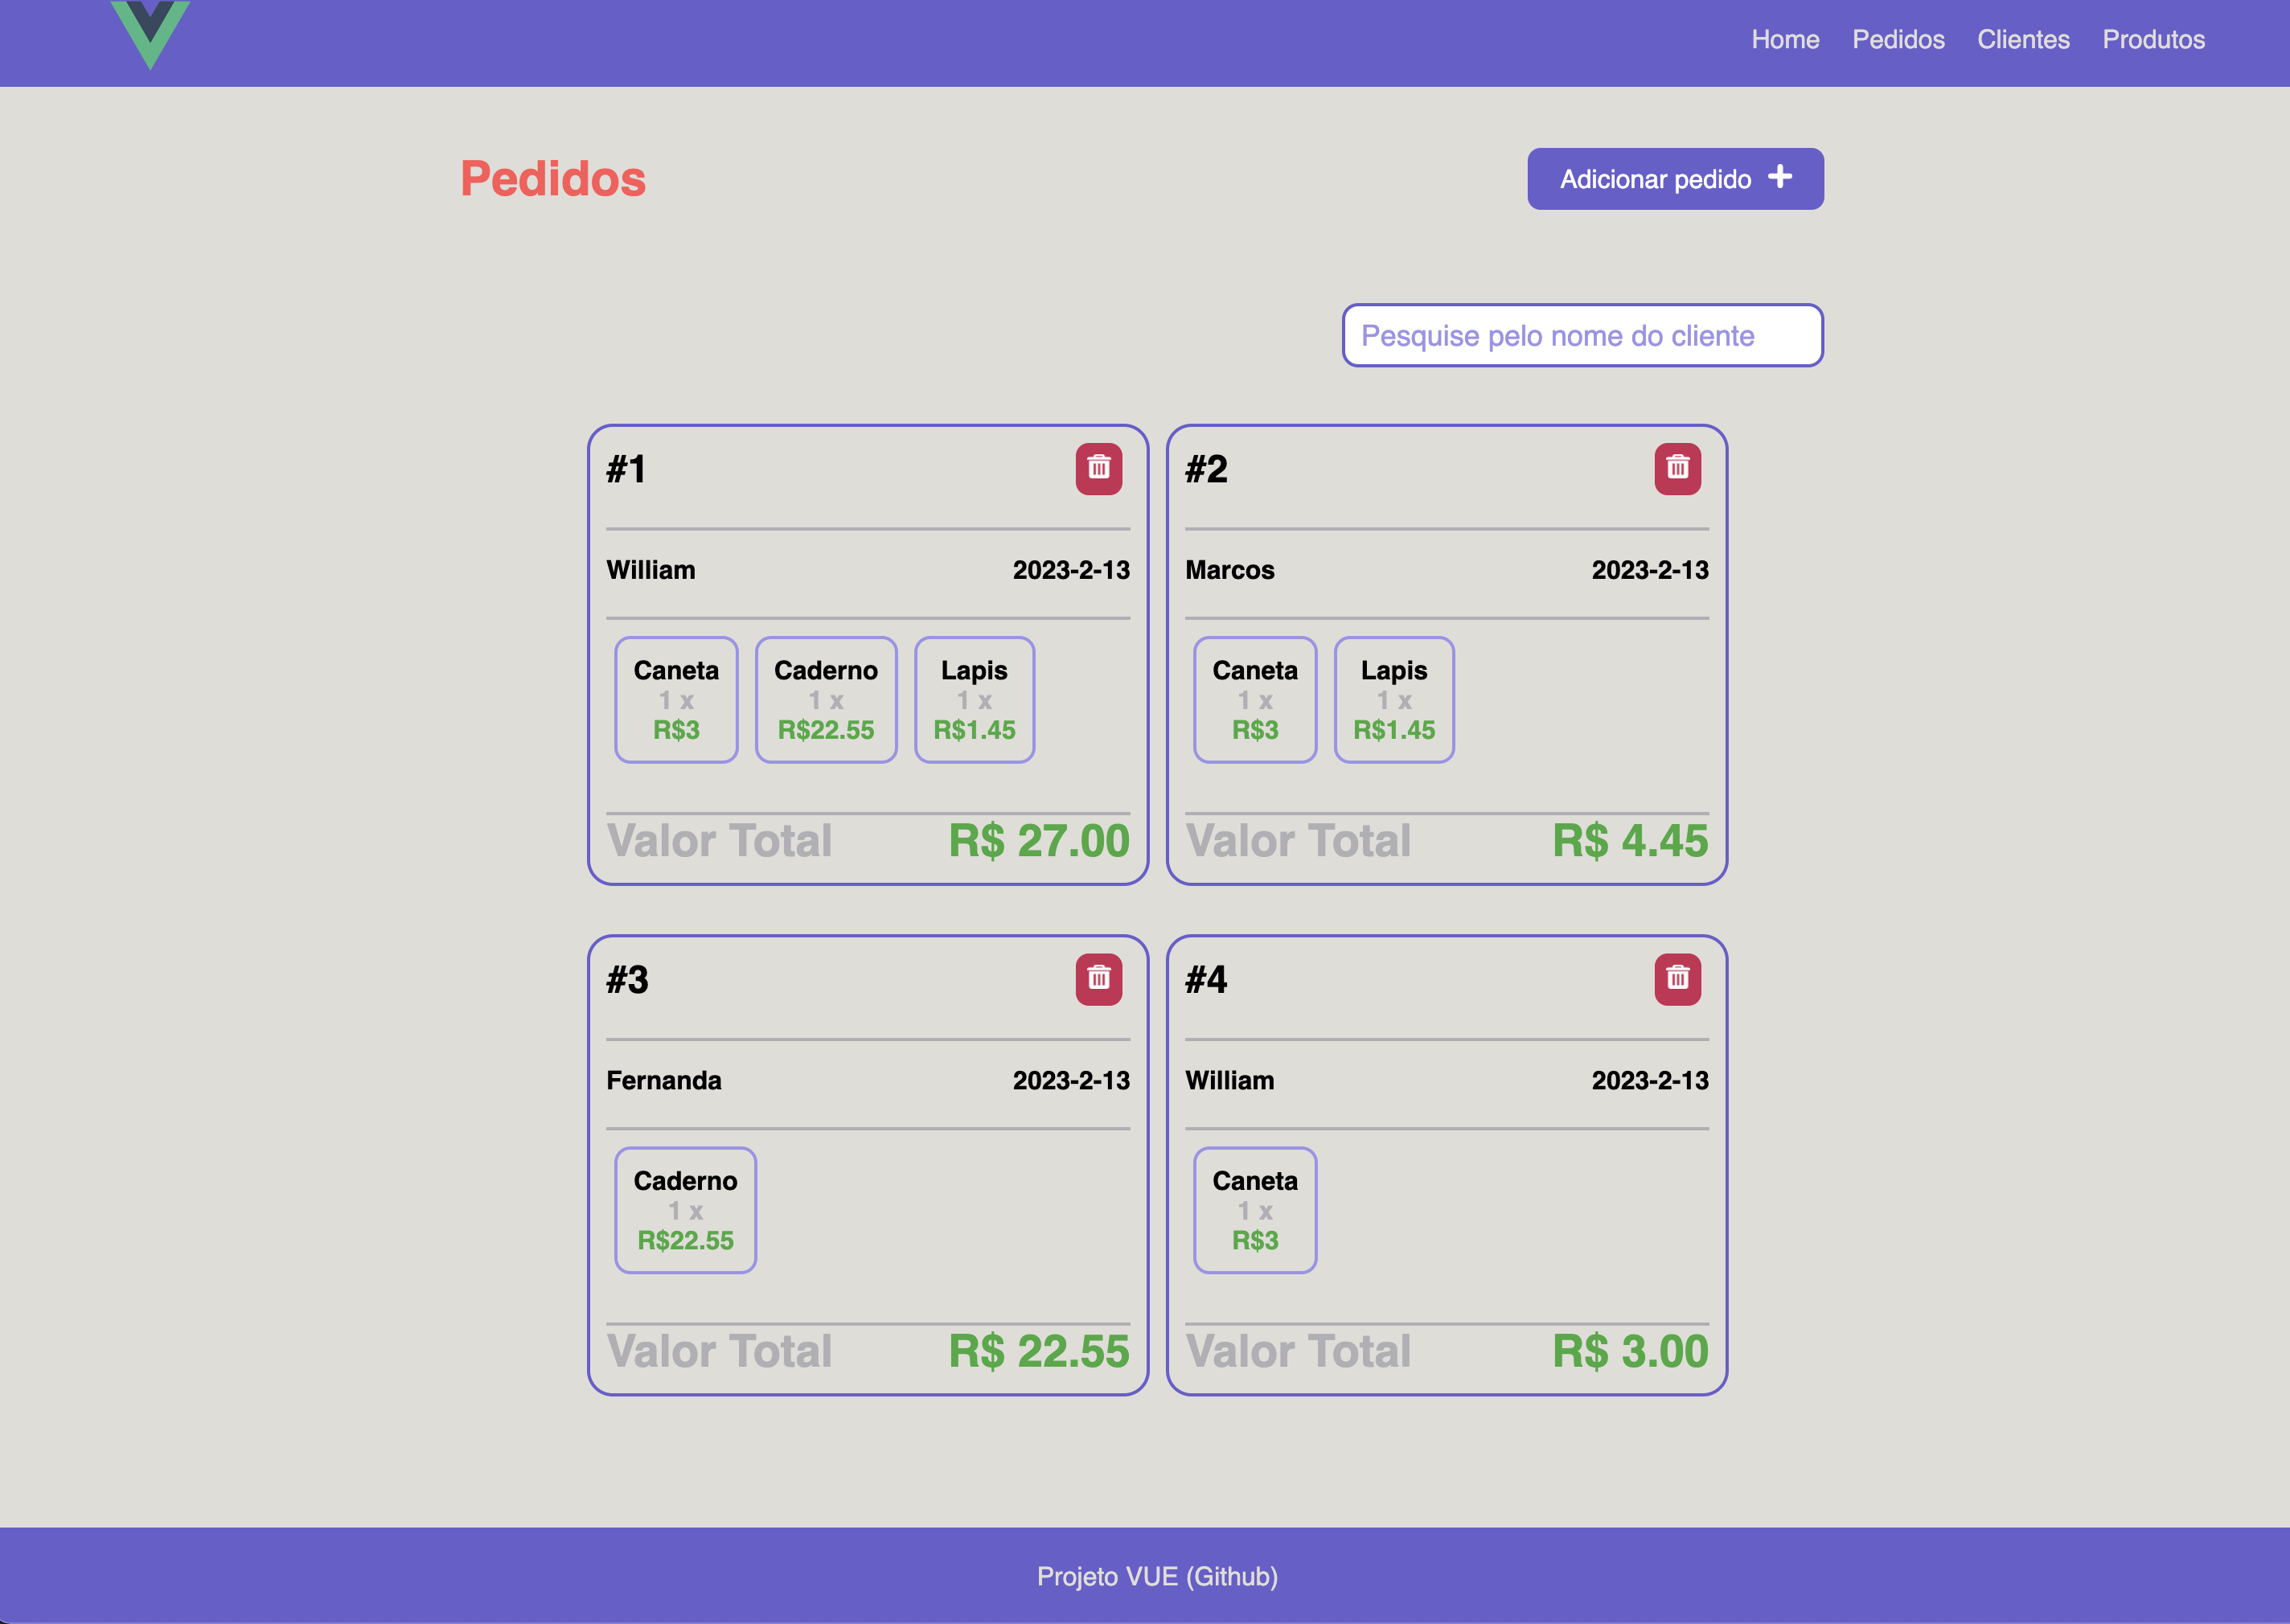 Home Pedidos Clientes Produtos
Pedidos
Adicionar pedido
Pesquise pelo nome do cliente
#1
William 2023-2-13
Caneta Caderno Lapis
1 x 1 x 1 x
R$3 R$22.55 R$1.45
Valor Total R$ 27.00
#2
Marcos 2023-2-13
Caneta Lapis
1 x 1 x
R$3 R$1.45
Valor Total R$ 4.45
#3
Fernanda 2023-2-13
Caderno
1 x
R$22.55
Valor Total R$ 22.55
#4
William 2023-2-13
Caneta
1 x
R$3
Valor Total R$ 3.00
Projeto VUE (Github)